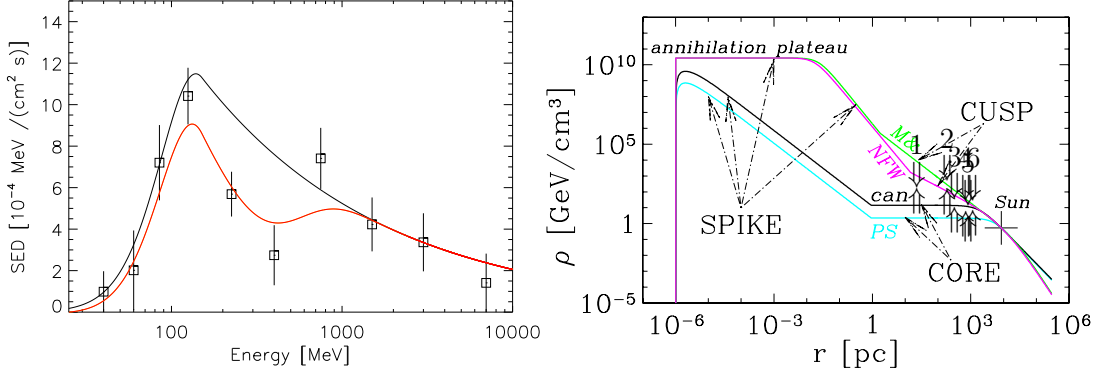 14
12
10
8
6
4
2
0
SED [10⁻⁴ MeV /(cm² s)]
100
1000
10000
Energy [MeV]
annihilation plateau
10¹⁰
10⁵
1
10⁻⁵
ρ [GeV/cm³]
CUSP
NFW
1
2
3
6
can
Sun
SPIKE
PS
CORE
10⁻⁶
10⁻³
1
10³
10⁶
r [pc]